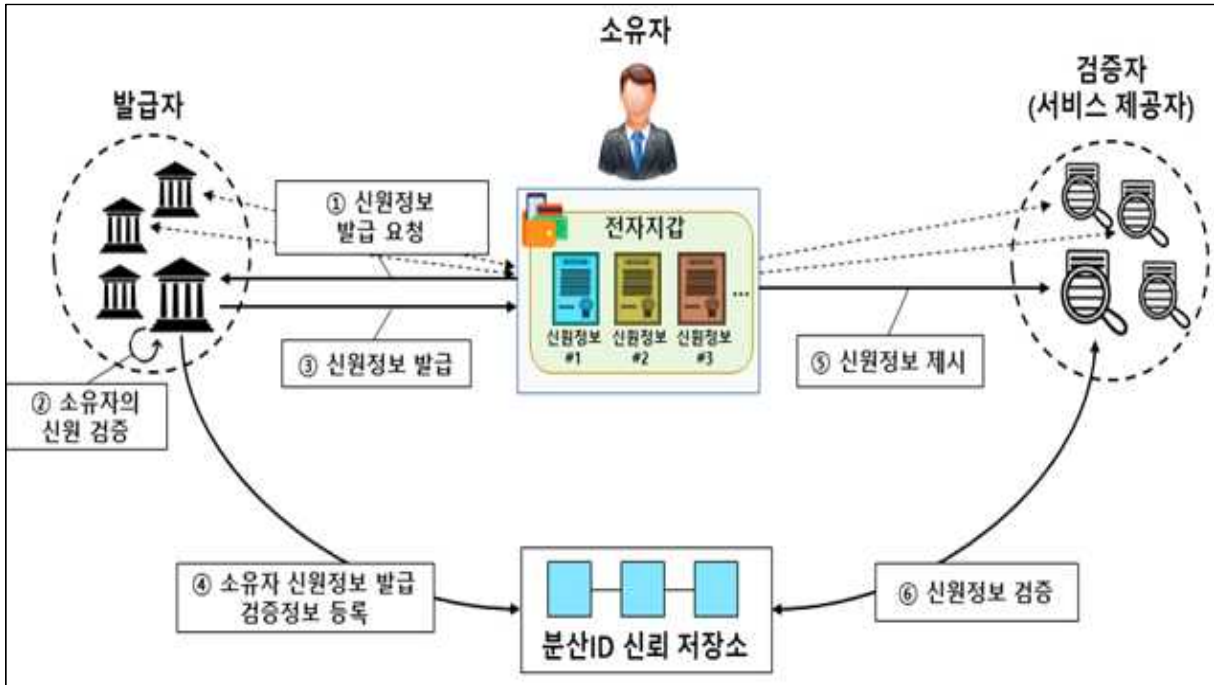 소유자
발급자
검증자
(서비스 제공자)
① 신원정보
발급 요청
전자지갑
...
신원정보
#1
신원정보
#2
신원정보
#3
③ 신원정보 발급
⑤ 신원정보 제시
② 소유자의
신원 검증
④ 소유자 신원정보 발급
검증정보 등록
⑥ 신원정보 검증
분산ID 신뢰 저장소